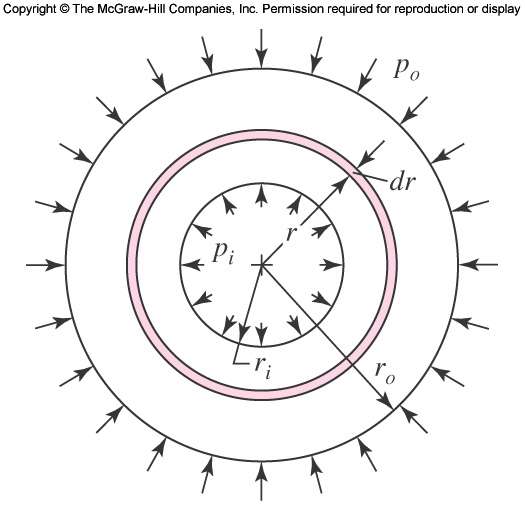 Copyright © The McGraw-Hill Companies, Inc. Permission required for reproduction or display
p_o
dr
r
p_i
r_i
r_o